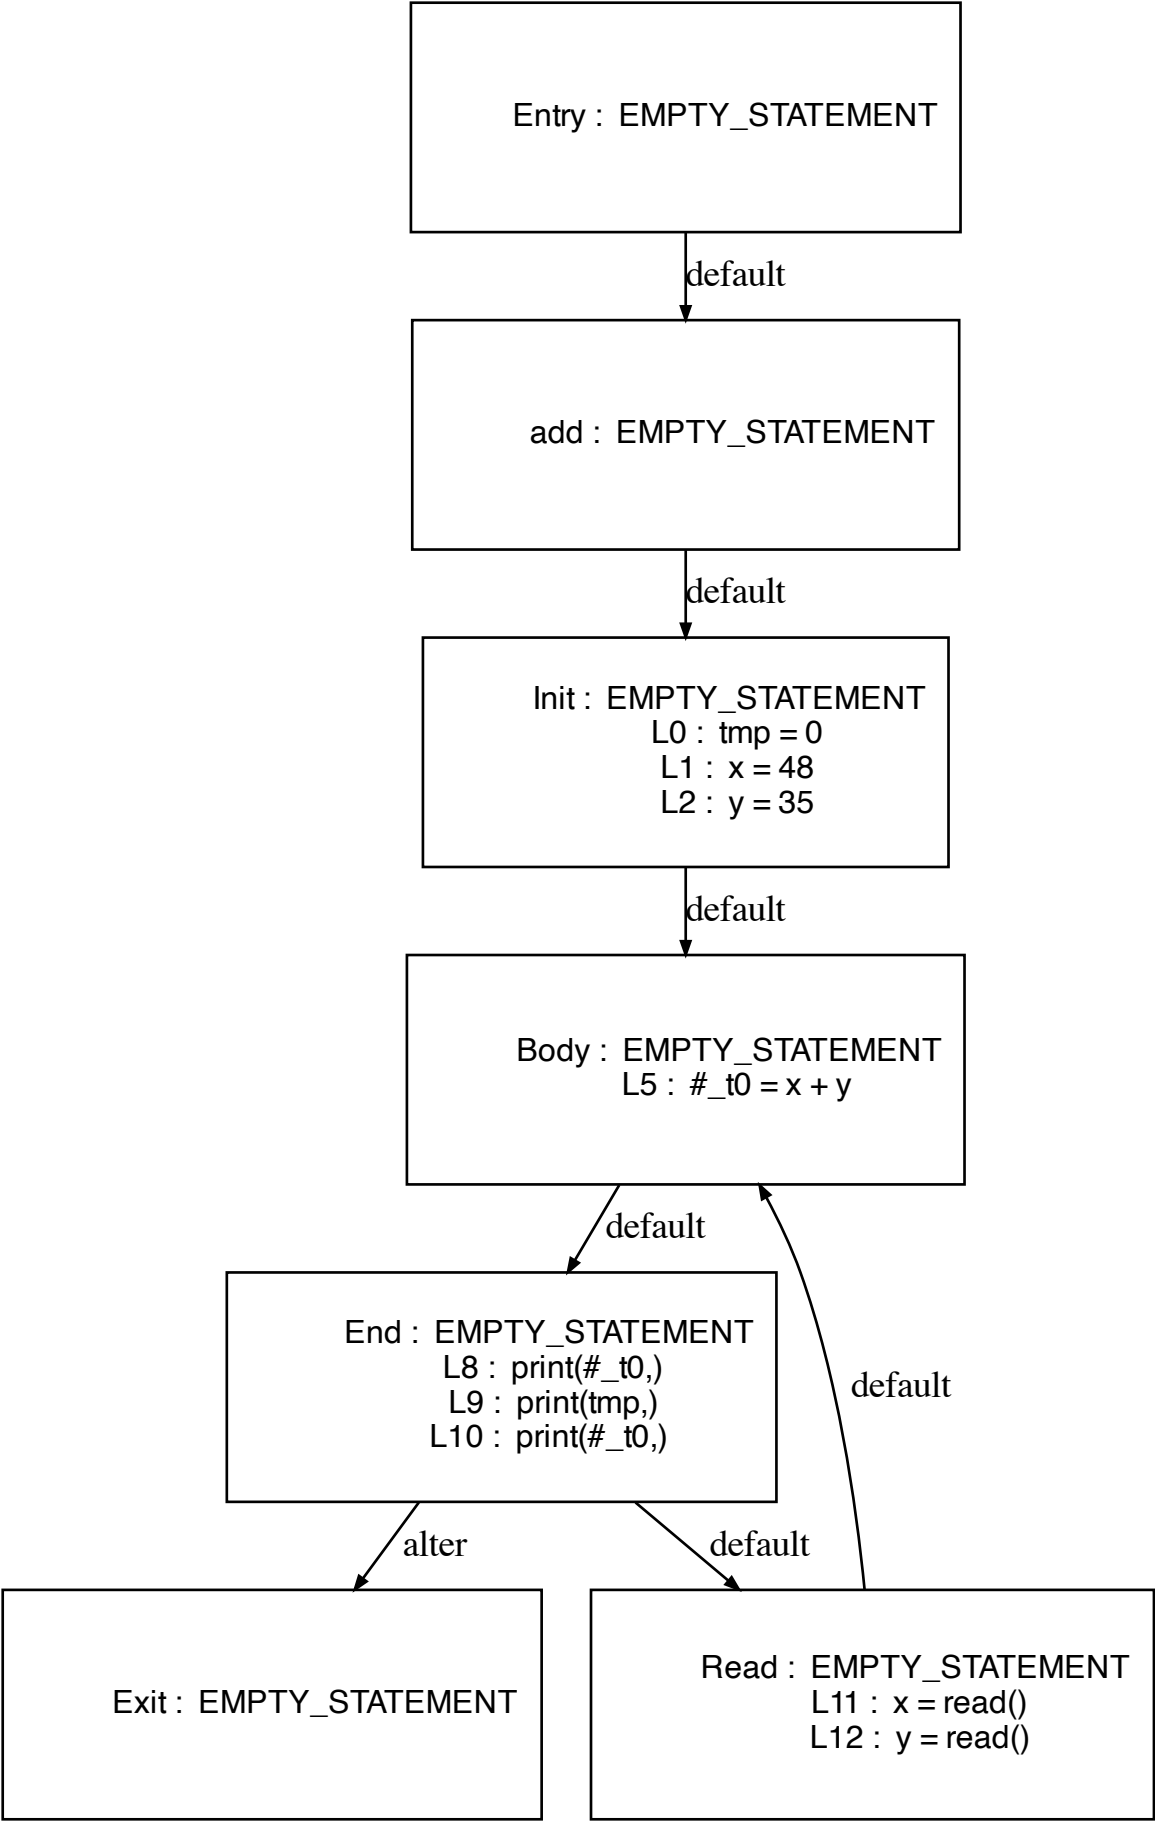 Entry : EMPTY_STATEMENT
default
add : EMPTY_STATEMENT
default
Init : EMPTY_STATEMENT
L0 : tmp = 0
L1 : x = 48
L2 : y = 35
default
Body : EMPTY_STATEMENT
L5 : #_t0 = x + y
default
End : EMPTY_STATEMENT
L8 : print(#_t0,)
L9 : print(tmp,)
L10 : print(#_t0,)
default
alter
default
Exit : EMPTY_STATEMENT
Read : EMPTY_STATEMENT
L11 : x = read()
L12 : y = read()